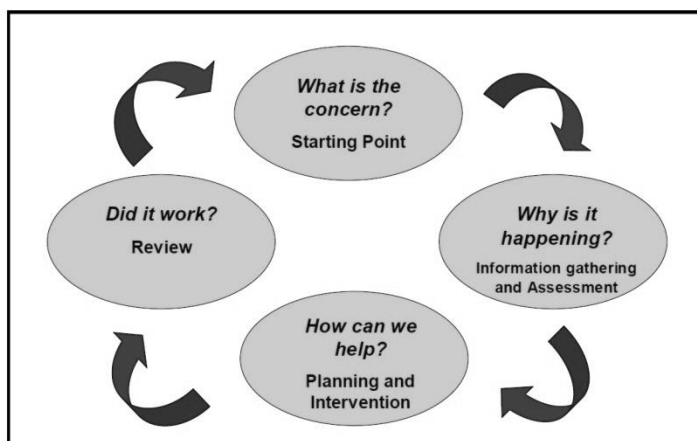 What is the
concern?
Starting Point
Why is it
happening?
Information gathering
and Assessment
How can we
help?
Planning and
Intervention
Did it work?
Review